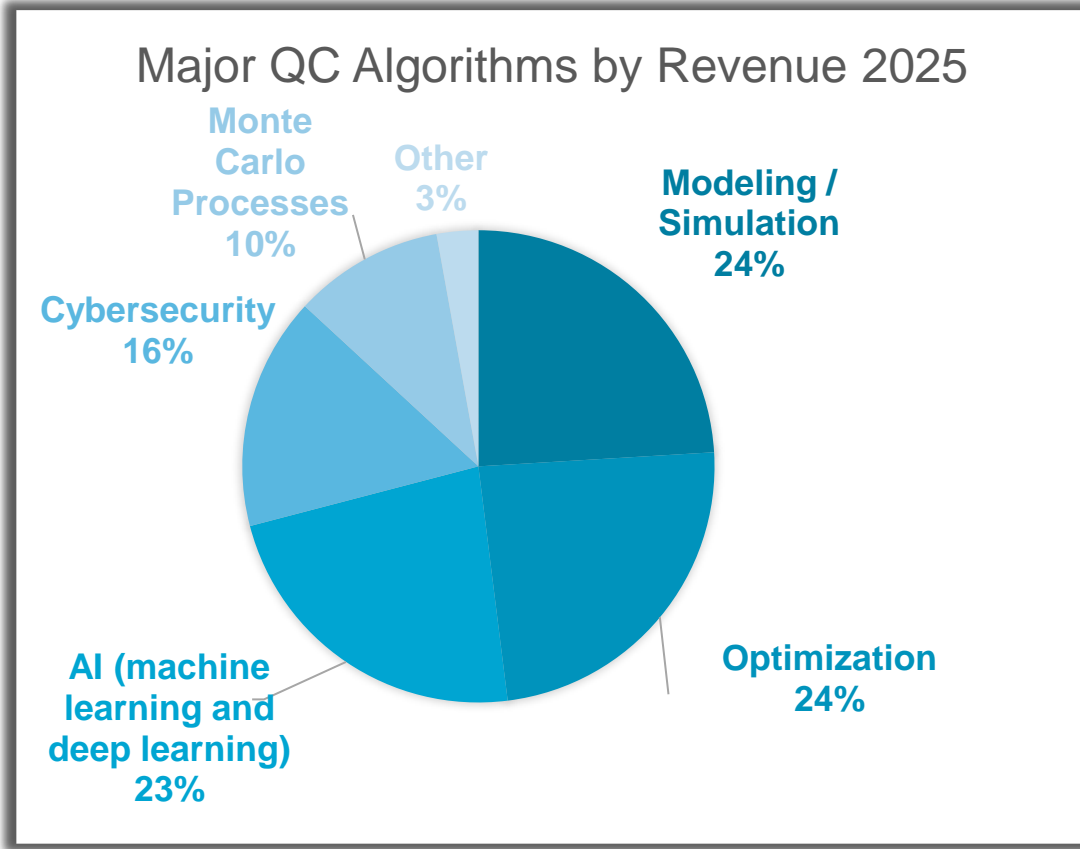 Major QC Algorithms by Revenue 2025
Monte
Carlo
Processes
10%
Other
3%
Modeling /
Simulation
24%
Cybersecurity
16%
AI (machine
learning and
deep learning)
23%
Optimization
24%